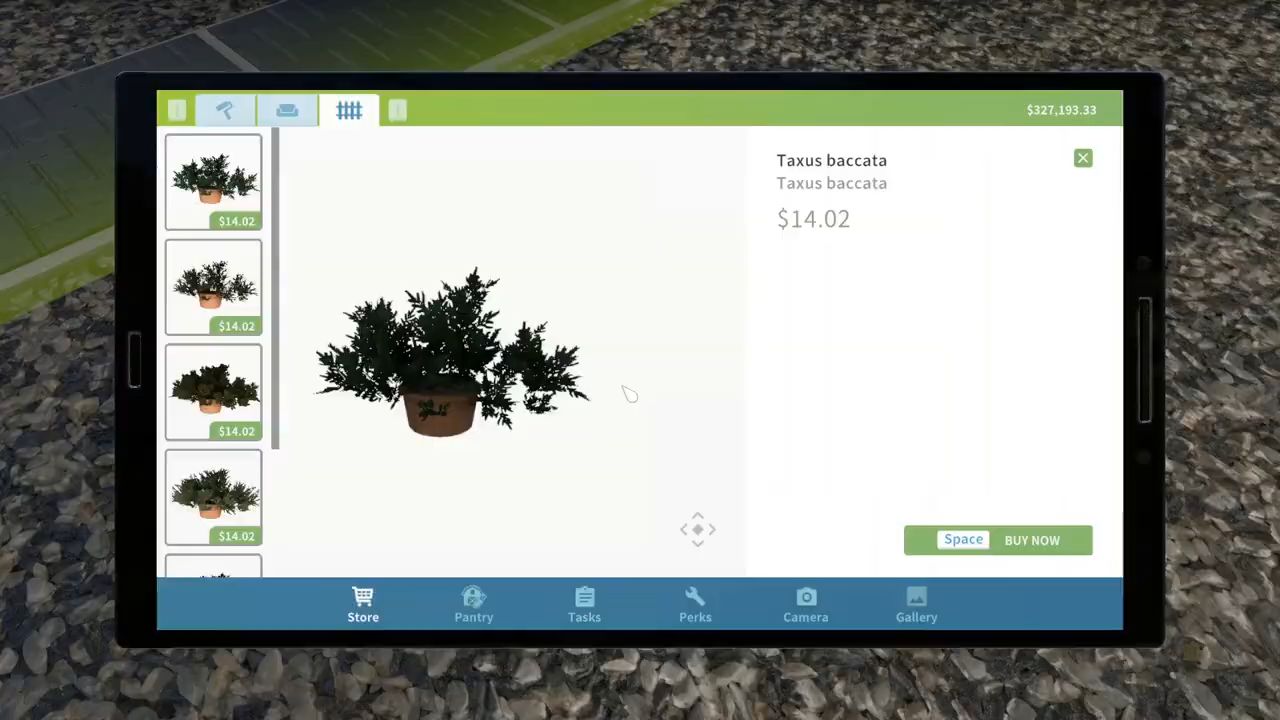 $327,193.33
$14.02
$14.02
$14.02
$14.02
Taxus baccata
Taxus baccata
$14.02
Space BUY NOW
Store Pantry Tasks Perks Camera Gallery